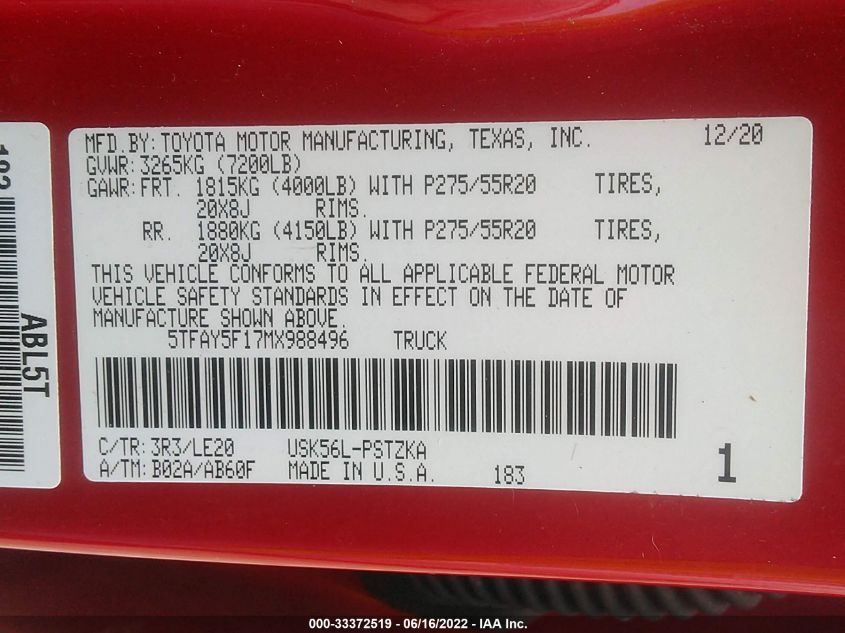 MFD.BY: TOYOTA MOTOR MANUFACTURING, TEXAS, INC. 12/20
GVWR: 3265KG (7200LB)
GAWR: FRT. 1815KG (4000LB) WITH P275/55R20 TIRES,
20X8J RIMS.
RR. 1880KG (4150LB) WITH P275/55R20 TIRES,
20X8J RIMS.
THIS VEHICLE CONFORMS TO ALL APPLICABLE FEDERAL MOTOR
VEHICLE SAFETY STANDARDS IN EFFECT ON THE DATE OF
MANUFACTURE SHOWN ABOVE.
5TFAY5F17MX988496 TRUCK
C/TR: 3R3/LE20 USK56L-PSTZKA
A/TM: B02A/AB60F MADE IN U.S.A. 183 1
ABL5T
000-33372519 - 06/16/2022 - IAA Inc.